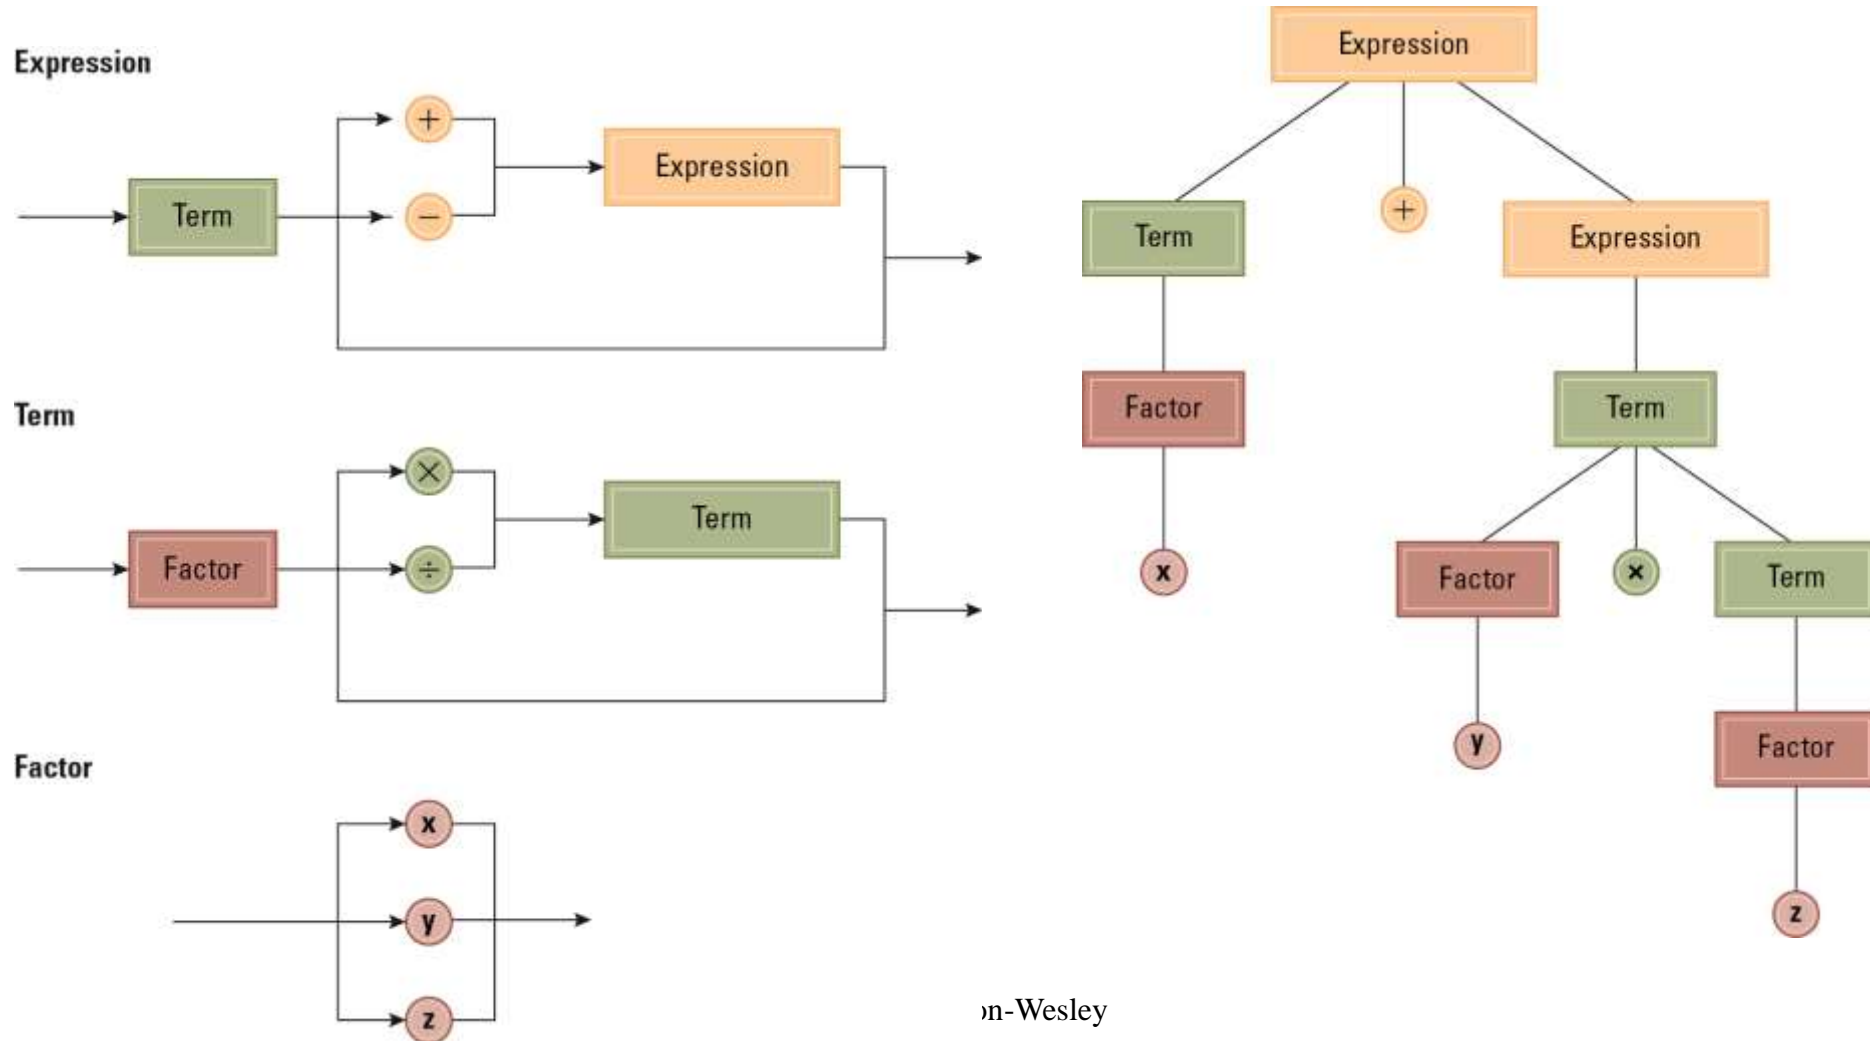 Expression
+
Expression
Term
−
Term
×
Term
Factor
÷
Factor
x
y
z
Expression
Term
+
Expression
Factor
Term
x
Factor
×
Term
y
Factor
z
-Wesley